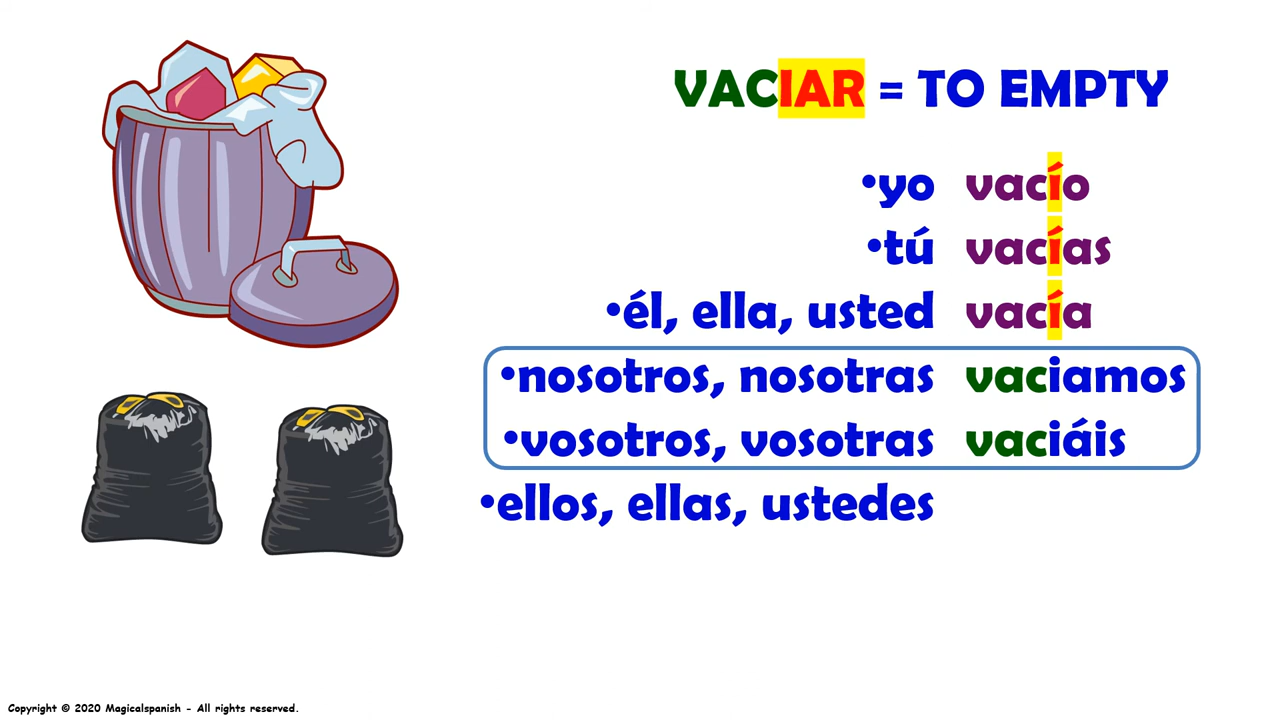 VACIAR = TO EMPTY
•yo vacío
•tú vacías
•él, ella, usted vacía
•nosotros, nosotras vaciamos
•vosotros, vosotras vaciáis
•ellos, ellas, ustedes
Copyright © 2020 Magicalspanish - All rights reserved.